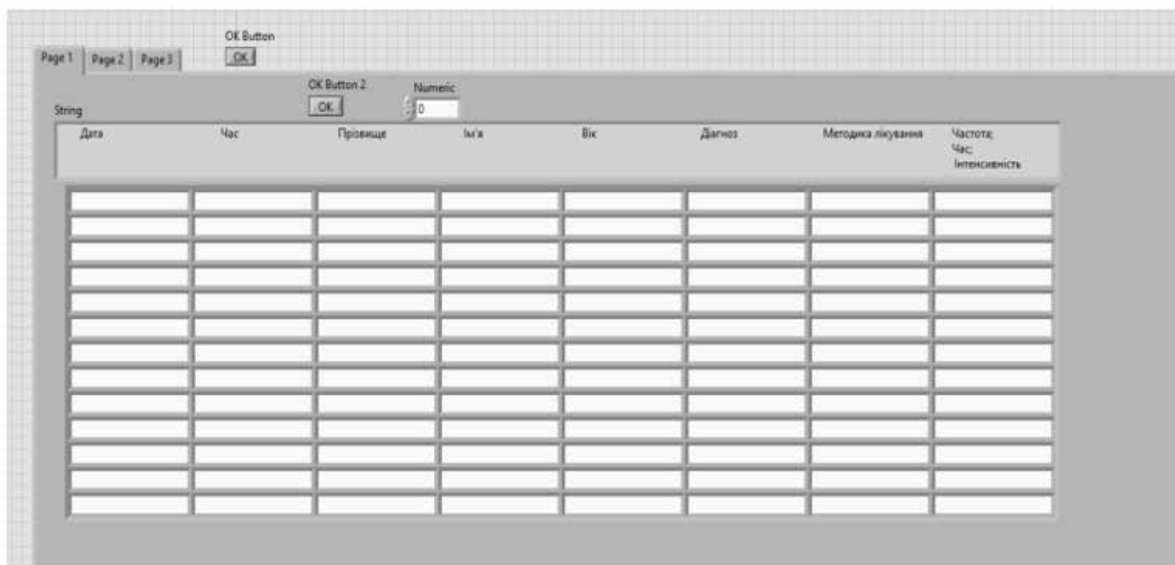 OK Button
Page 1 Page 2 Page 3 OK
OK Button 2 Numeric
OK 0
String
Дата Час Прізвище Ім'я Вік Діагноз Методика лікування Частота;
Час;
Інтенсивність